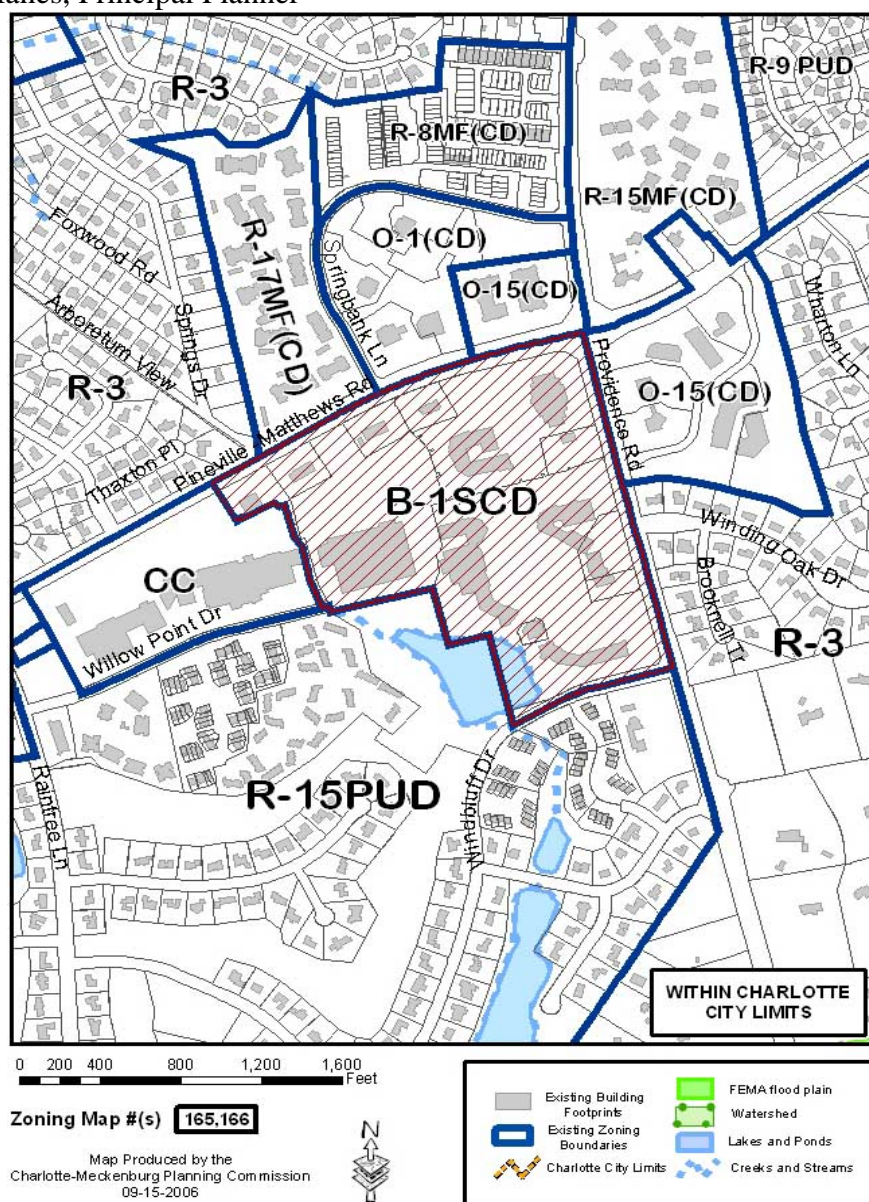 Principal Planner
R-3
R-9 PUD
R-8MF(CD)
R-15MF(CD)
Foxwood Rd
R-17MF(CD)
O-1(CD)
Springbank Ln
O-15(CD)
Arboretum View
Springs Dr
Wharton Ln
R-3
Providence Rd
O-15(CD)
Pineville Matthews Rd
Thaxton Pl
B-1SCD
Winding Oak Dr
CC
Brooknell Tr
Willow Point Dr
R-3
R-15PUD
Raintree Ln
Windbluff Dr
WITHIN CHARLOTTE
CITY LIMITS
0 200 400 800 1,200 1,600
Feet
Zoning Map #(s) 165,166
Map Produced by the
Charlotte-Mecklenburg Planning Commission
09-15-2006
N
Existing Building
Footprints
Existing Zoning
Boundaries
Charlotte City Limits
FEMA flood plain
Watershed
Lakes and Ponds
Creeks and Streams